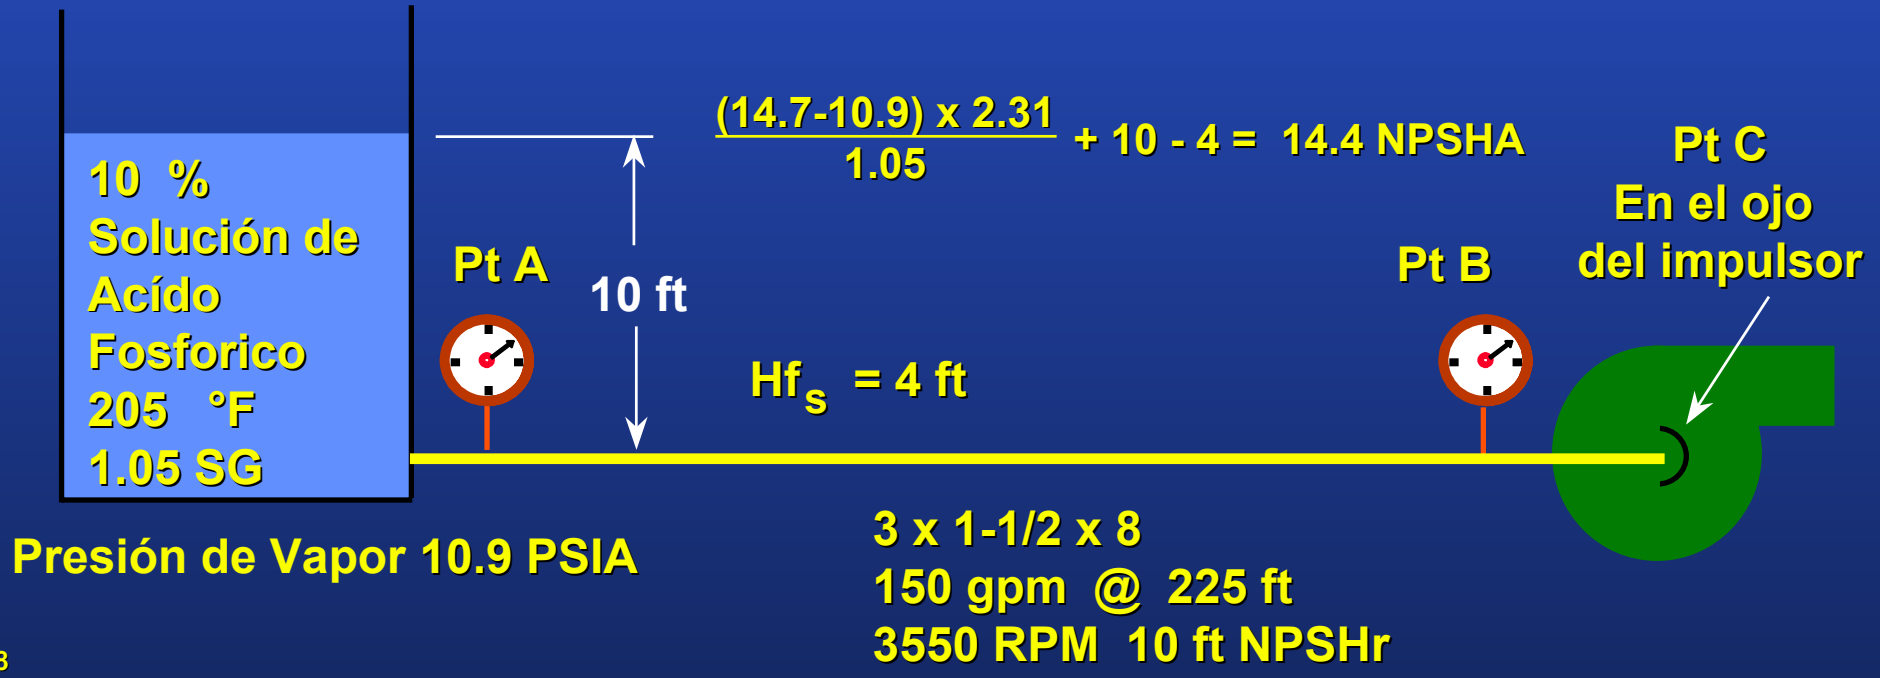 (14.7-10.9) x 2.31
1.05
+ 10 - 4 = 14.4 NPSHA
10 %
Solución de
Acído
Fosforico
205 °F
1.05 SG
Pt A
10 ft
Hfs = 4 ft
Pt B
Pt C
En el ojo
del impulsor
Presión de Vapor 10.9 PSIA
3 x 1-1/2 x 8
150 gpm @ 225 ft
3550 RPM 10 ft NPSHr